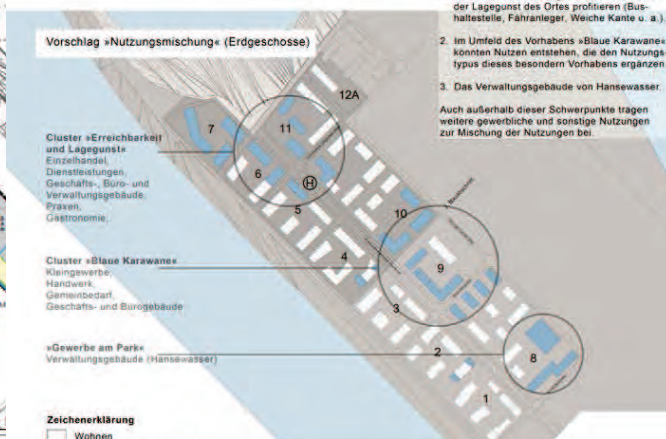 der Lagegunst des Ortes profitieren (Bus-
haltestelle, Fähranleger, Weiche Kante u. a.)
2. Im Umfeld des Vorhabens »Blaue Karawane«
könnten Nutzen entstehen, die den Nutzungs-
typus dieses besondern Vorhabens ergänzen
3. Das Verwaltungsgebäude von Hansewasser.
Auch außerhalb dieser Schwerpunkte tragen
weitere gewerbliche und sonstige Nutzungen
zur Mischung der Nutzungen bei.
Vorschlag »Nutzungsmischung« (Erdgeschosse)
12A
7
11
Cluster »Erreichbarkeit
und Lagegunst«
Einzelhandel,
Dienstleistungen,
Geschäfts-, Büro- und
Verwaltungsgebäude,
Praxen,
Gastronomie,
6
H
5
10
4
9
Cluster »Blaue Karawane«
Kleingewerbe,
Handwerk,
Gemeinbedarf,
Geschäfts- und Bürogebäude
3
»Gewerbe am Park«
Verwaltungsgebäude (Hansewasser)
2
8
1
Zeichenerklärung
Wohnen